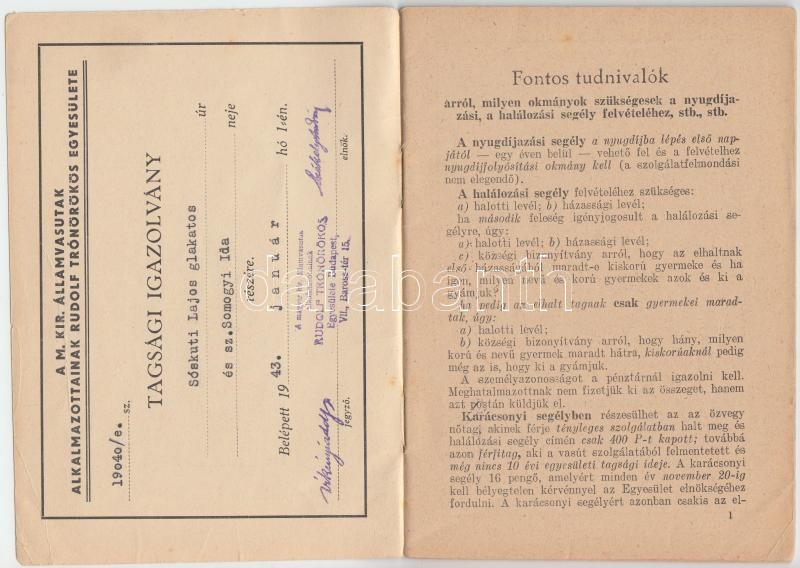 A M. KIR. ÁLLAMVASUTAK
ALKALMAZOTTAINAK RUDOLF TRÓNÖRÖKÖS EGYESÜLETE
19040/e. sz.
TAGSÁGI IGAZOLVÁNY
Sóskuti Lajos glakatos úr
és sz.Somogyi Ida neje
részére.
Belépett 1943. január hó 1-én.
RUDOLF TRÓNÖRÖKÖS
Egyesülete Budapest,
VII., Baross-tér 15.
jegyző.
elnök.
Fontos tudnivalók
arról, milyen okmányok szükségesek a nyugdíja-
zási, a halálozási segély felvételéhez, stb., stb.
A nyugdíjazási segély a nyugdíjba lépés első nap-
jától — egy éven belül — vehető fel és a felvételhez
nyugdíjfolyósítási okmány kell (a szolgálatfelmondási
nem elegendő).
A halálozási segély felvételéhez szükséges:
a) halotti levél; b) házassági levél;
ha második feleség igényjogosult a halálozási se-
gélyre, úgy:
a) halotti levél; b) házassági levél;
c) községi bizonyítvány arról, hogy az elhaltnak
első házasságból maradt-e kiskorú gyermeke és ha
igen, milyen nevű és korú gyermekek azok és ki a
gyámjuk?
ha pedig az elhalt tagnak csak gyermekei marad-
tak, úgy:
a) halotti levél;
b) községi bizonyítvány arról, hogy hány, milyen
korú és nevű gyermek maradt hátra, kiskorúaknál pedig
még az is, hogy ki a gyámjuk.
A személyazonosságot a pénztárnál igazolni kell.
Meghatalmazottnak nem fizetjük ki az összeget, hanem
azt postán küldjük el.
Karácsonyi segélyben részesülhet az az özvegy
nőtag, akinek férje tényleges szolgálatban halt meg és
halálozási segély címén csak 400 P-t kapott; továbbá
azon férfitag, aki a vasút szolgálatából felmentetett és
még nincs 10 évi egyesületi tagsági ideje. A karácsonyi
segély 16 pengő, amelyért minden év november 20-ig
kell bélyegtelen kérvénnyel az Egyesület elnökségéhez
fordulni. A karácsonyi segélyért azonban csakis az el-
1
darabanth